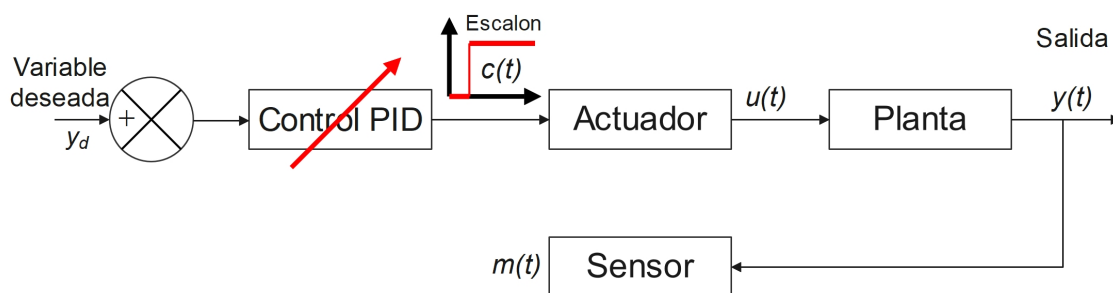 Escalon
Salida
Variable
deseada
c(t)
u(t)
y(t)
+
Control PID
Actuador
Planta
y_d
m(t)
Sensor